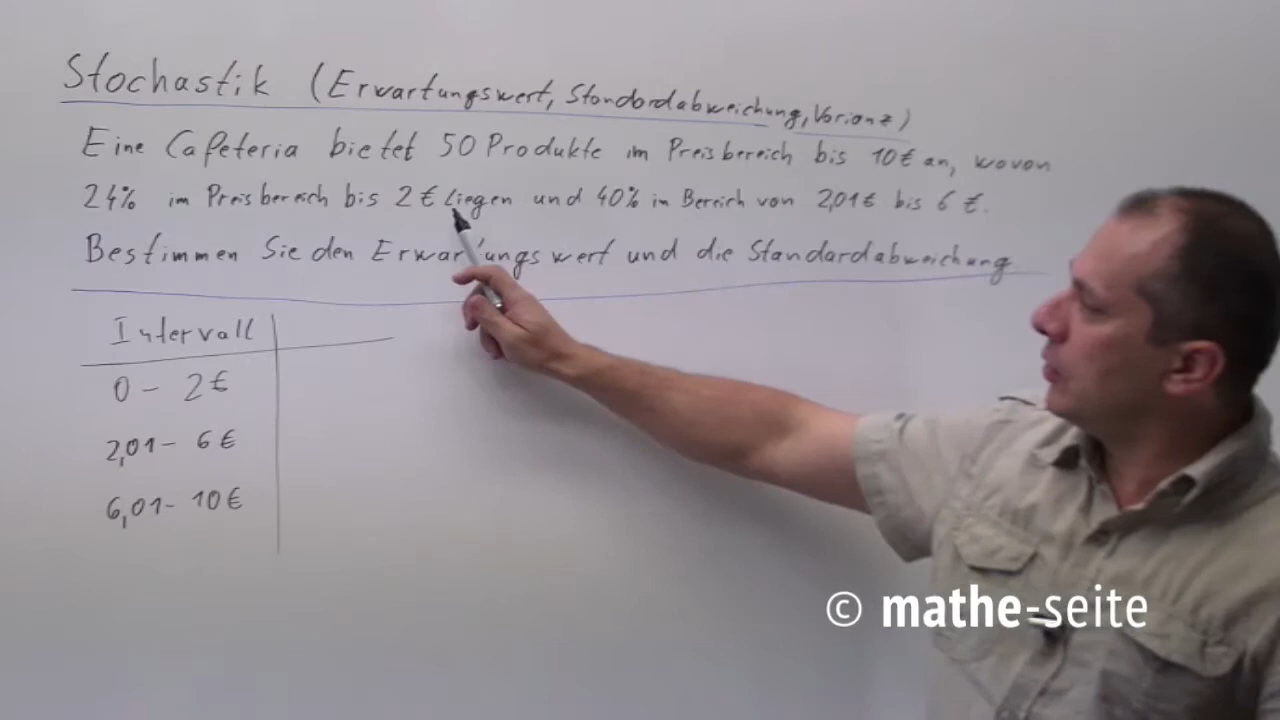 Stochastik (Erwartungswert, Standardabweichung, Varianz)
Eine Cafeteria bietet 50 Produkte im Preisbereich bis 10€ an, wovon
24% im Preisbereich bis 2€ liegen und 40% in Bereich von 2,01€ bis 6€.
Bestimmen Sie den Erwartungswert und die Standardabweichung
Intervall
0 - 2€
2,01 - 6€
6,01 - 10€
© mathe-seite